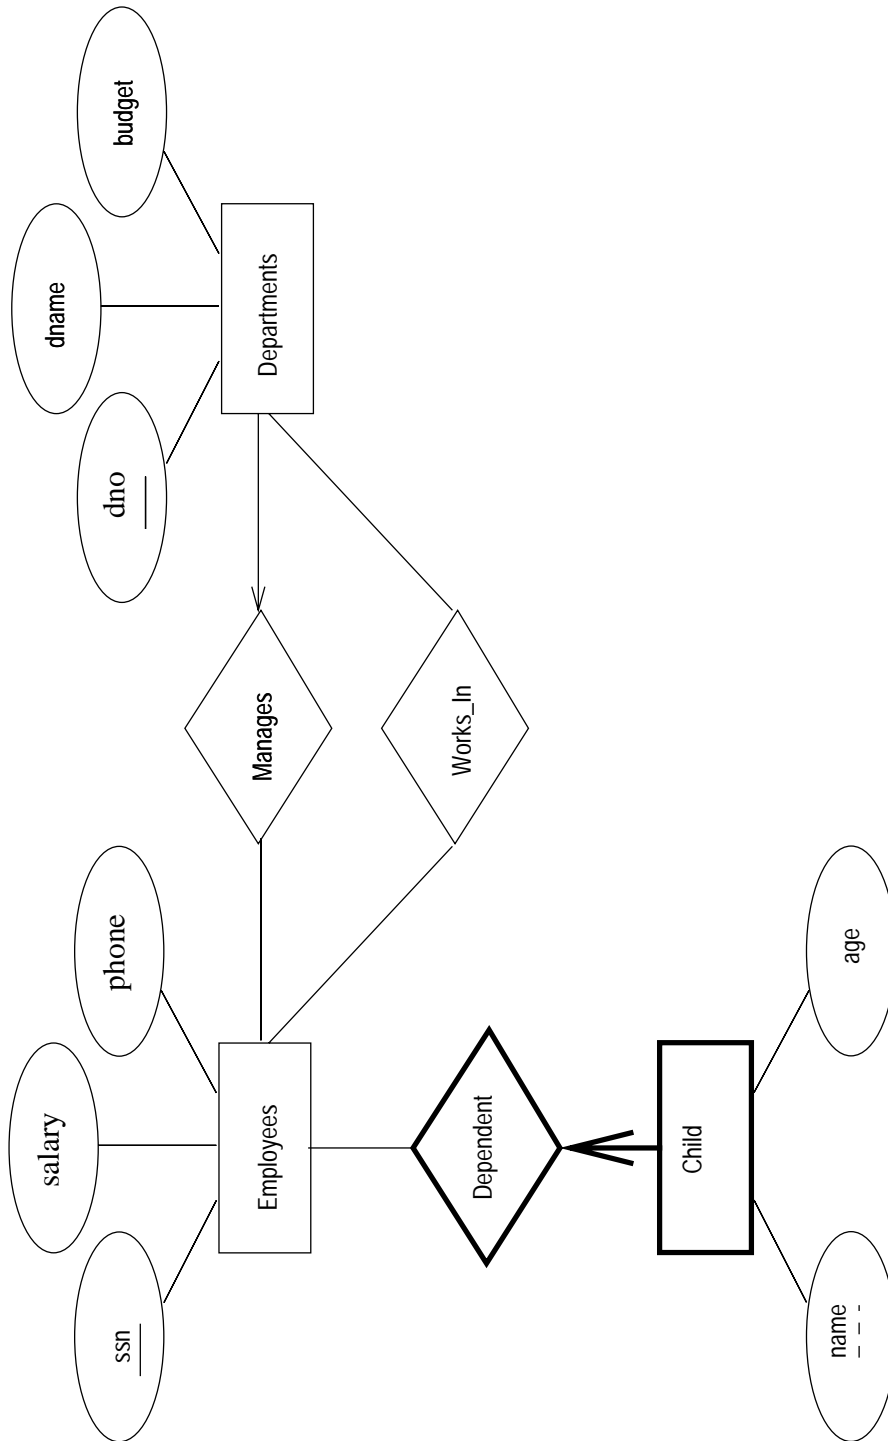 salary
dname
ssn
phone
dno
budget
Employees
Manages
Departments
Dependent
Works_In
Child
name
age